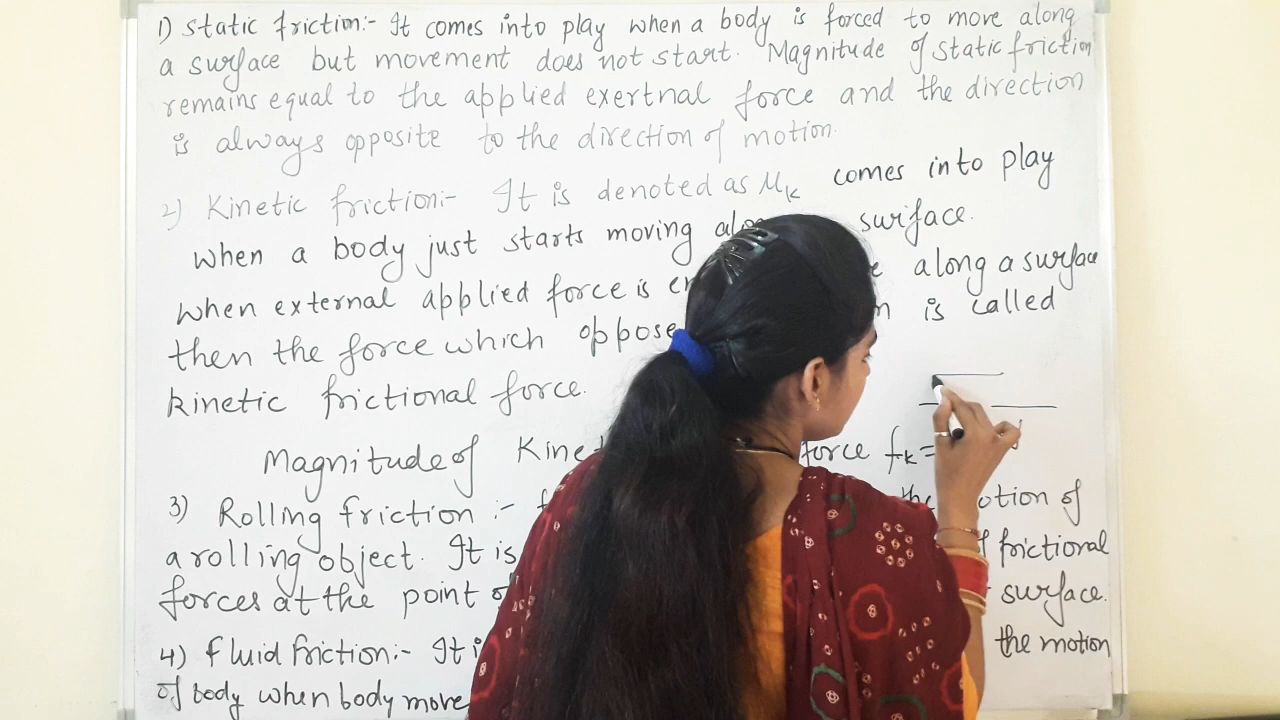 1) Static friction:- It comes into play when a body is forced to move along
a surface but movement does not start. Magnitude of static friction
remains equal to the applied exertnal force and the direction
is always opposite to the direction of motion.
2) Kinetic friction:- It is denoted as μk comes into play
when a body just starts moving surface.
when external applied force is along a surface
then the force which oppose is called
kinetic frictional force.
Magnitude of force fk=
3) Rolling friction :- the of
a rolling object. It is frictional
forces at the point surface.
4) fluid friction:- It the motion
of body when body move